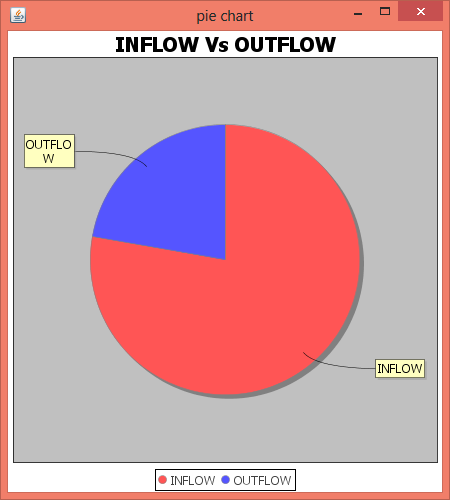 pie chart
INFLOW Vs OUTFLOW
OUTFLO
W
INFLOW
INFLOW OUTFLOW